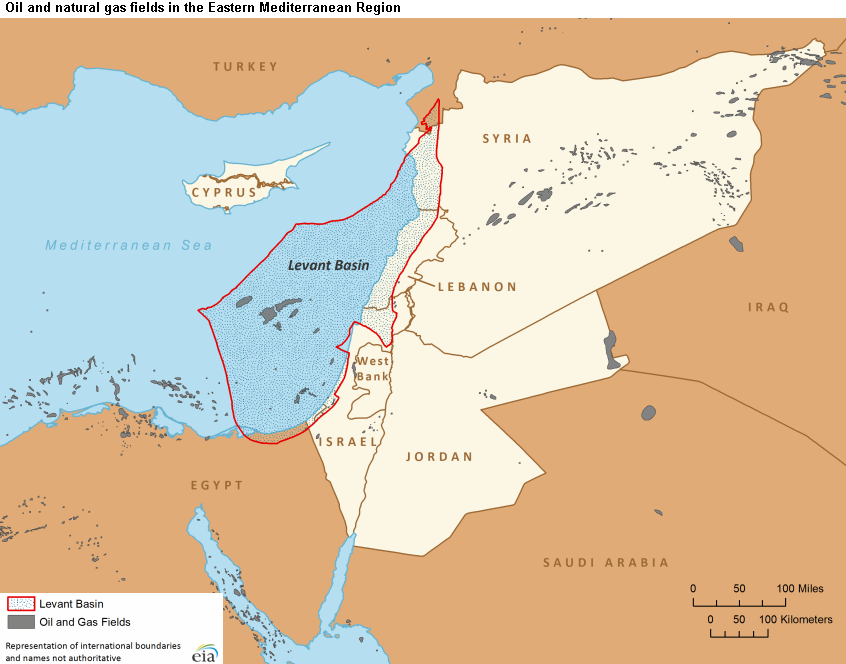 Oil and natural gas fields in the Eastern Mediterranean Region
TURKEY
SYRIA
CYPRUS
Mediterranean Sea
Levant Basin
LEBANON
IRAQ
West
Bank
ISRAEL
JORDAN
EGYPT
SAUDI ARABIA
0 50 100 Miles
0 50 100 Kilometers
Levant Basin
Oil and Gas Fields
Representation of international boundaries
and names not authoritative
eia